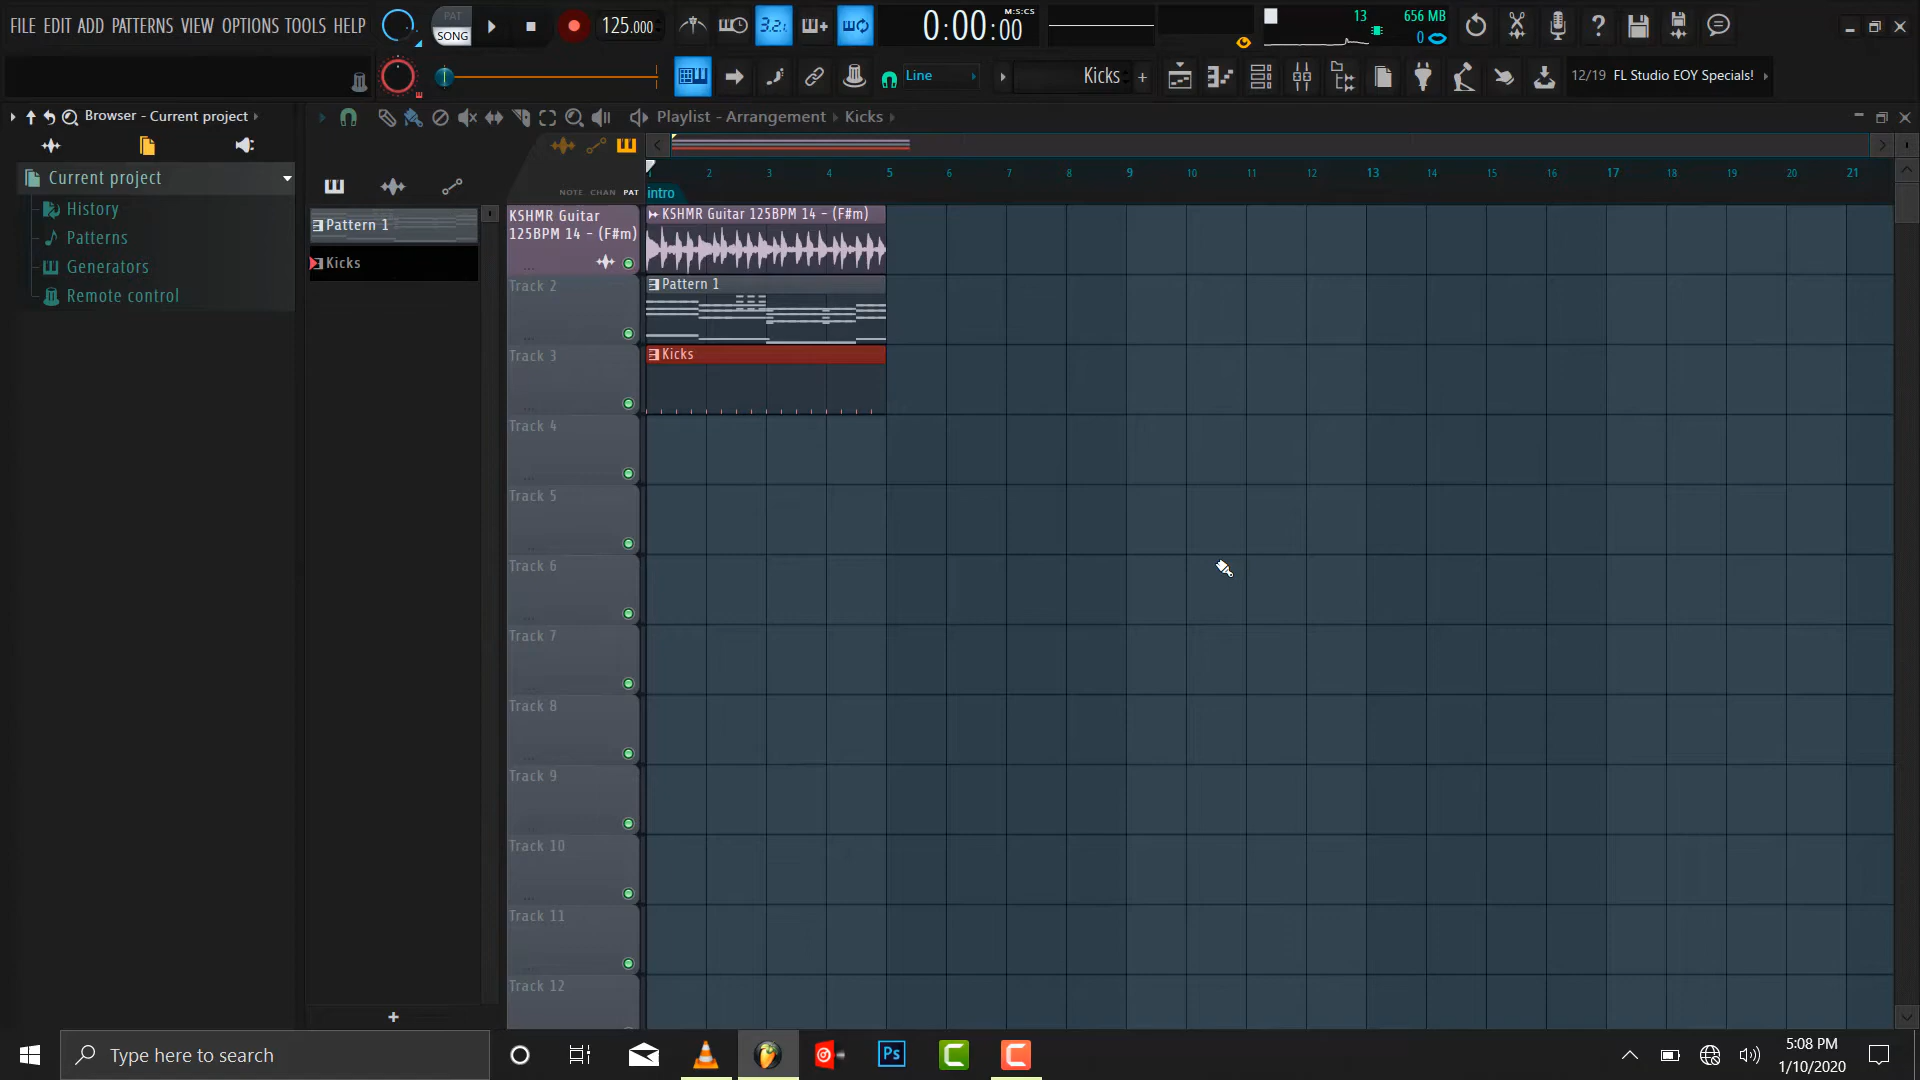 FILE EDIT ADD PATTERNS VIEW OPTIONS TOOLS HELP
PAT
SONG
125.000
3.2.
0:00:00
M:S:CS
13
656 MB
0
Line
Kicks
12/19 FL Studio EOY Specials!
Browser - Current project
Playlist - Arrangement
Kicks
Current project
History
Patterns
Generators
Remote control
NOTE CHAN PAT
1 2 3 4 5 6 7 8 9 10 11 12 13 14 15 16 17 18 19 20 21
intro
Pattern 1
Kicks
KSHMR Guitar
125BPM 14 - (F#m)
KSHMR Guitar 125BPM 14 - (F#m)
Track 2
Pattern 1
Track 3
Kicks
Track 4
Track 5
Track 6
Track 7
Track 8
Track 9
Track 10
Track 11
Track 12
Type here to search
Ps
5:08 PM
1/10/2020